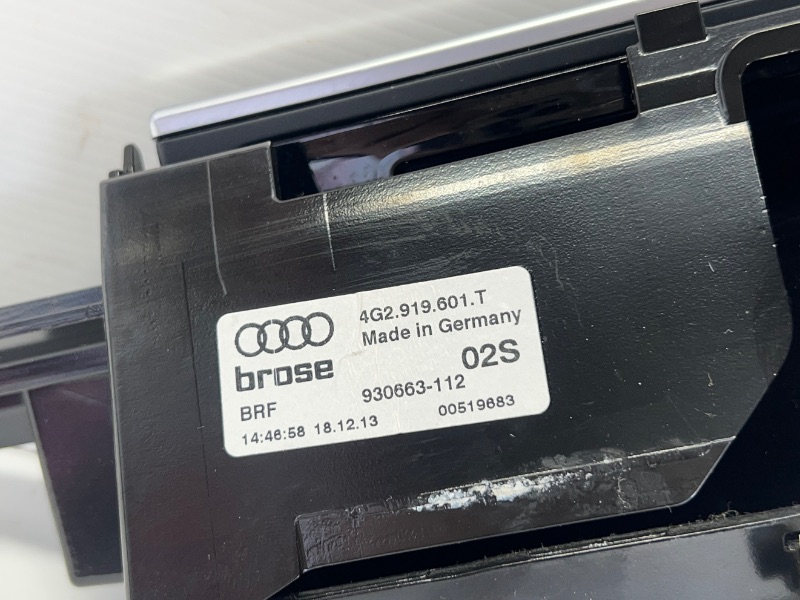 4G2.919.601.T
Made in Germany
brose
02S
930663-112
BRF
14:46:58 18.12.13
00519683